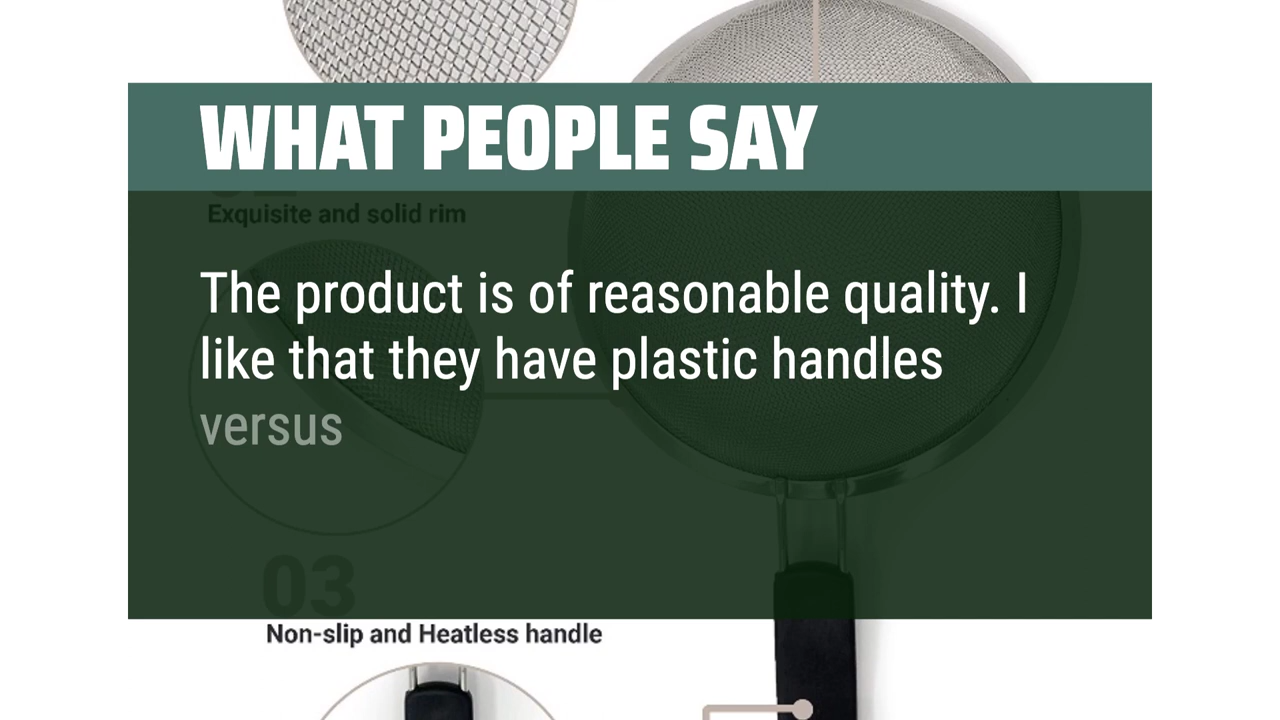 WHAT PEOPLE SAY
Exquisite and solid rim
The product is of reasonable quality. I
like that they have plastic handles
versus
03
Non-slip and Heatless handle